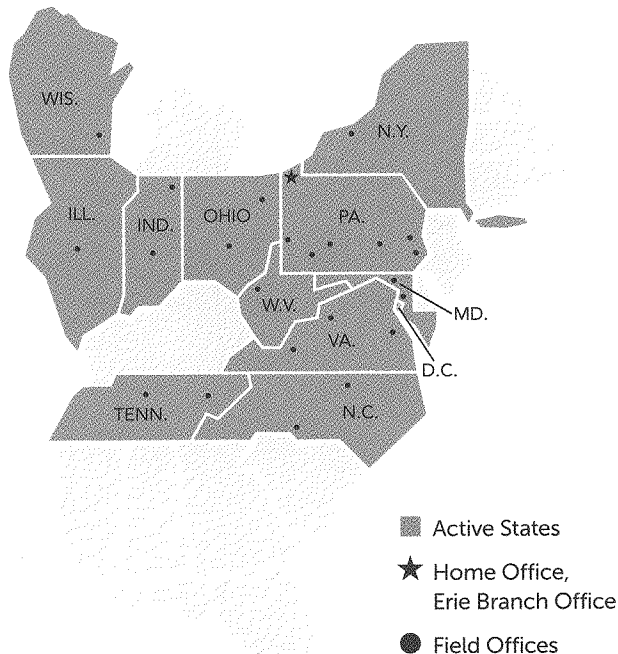 WIS.
N.Y.
ILL.
IND.
OHIO
PA.
W.V.
MD.
VA.
D.C.
TENN.
N.C.
Active States
Home Office,
Erie Branch Office
Field Offices